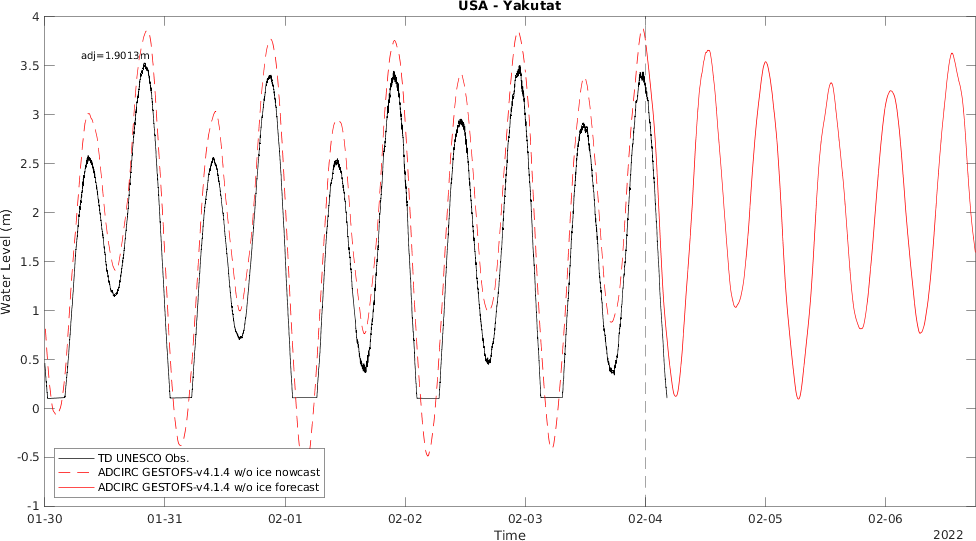 USA - Yakutat
adj=1.9013m
Water Level (m)
4
3.5
3
2.5
2
1.5
1
0.5
0
-0.5
-1
TD UNESCO Obs.
ADCIRC GESTOFS-v4.1.4 w/o ice nowcast
ADCIRC GESTOFS-v4.1.4 w/o ice forecast
01-30 01-31 02-01 02-02 02-03 02-04 02-05 02-06
Time
2022